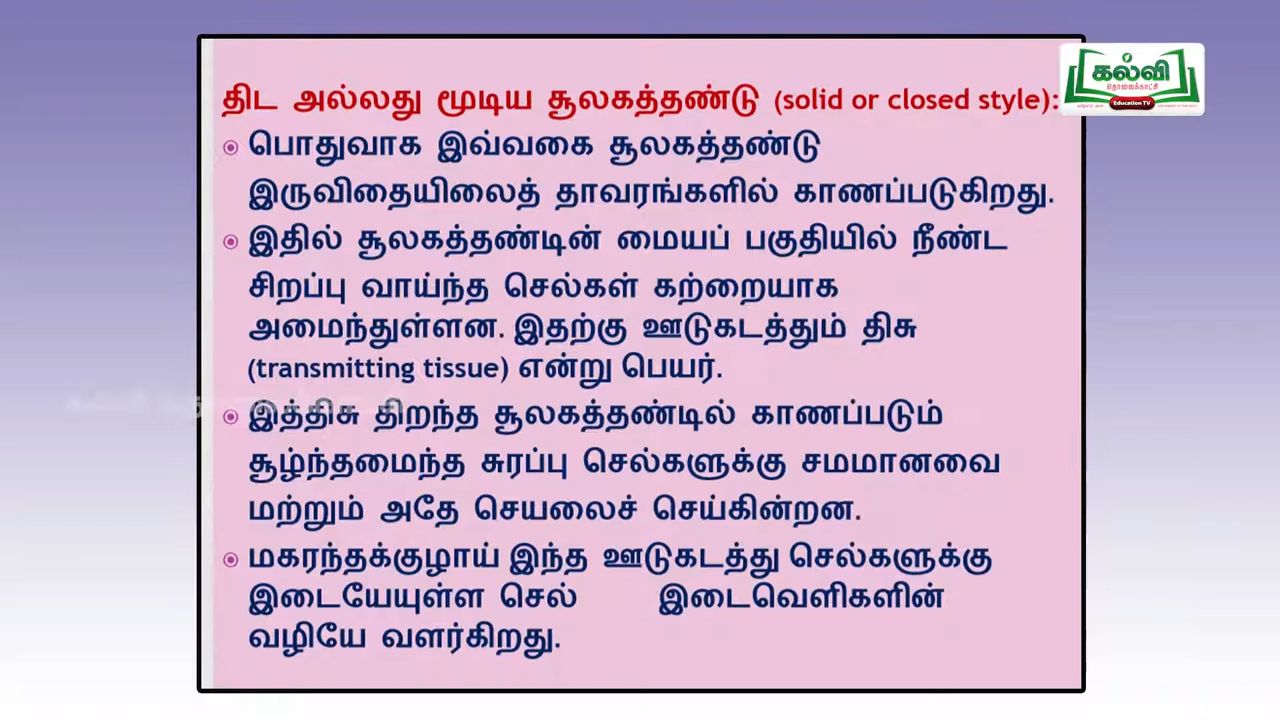 திட அல்லது மூடிய சூலகத்தண்டு (solid or closed style):
கல்வி
தொலைக்காட்சி
Education TV
பொதுவாக இவ்வகை சூலகத்தண்டு
இருவிதையிலைத் தாவரங்களில் காணப்படுகிறது.
இதில் சூலகத்தண்டின் மையப் பகுதியில் நீண்ட
சிறப்பு வாய்ந்த செல்கள் கற்றையாக
அமைந்துள்ளன. இதற்கு ஊடுகடத்தும் திசு
(transmitting tissue) என்று பெயர்.
இத்திசு திறந்த சூலகத்தண்டில் காணப்படும்
சூழ்ந்தமைந்த சுரப்பு செல்களுக்கு சமமானவை
மற்றும் அதே செயலைச் செய்கின்றன.
மகரந்தக்குழாய் இந்த ஊடுகடத்து செல்களுக்கு
இடையேயுள்ள செல் இடைவெளிகளின்
வழியே வளர்கிறது.